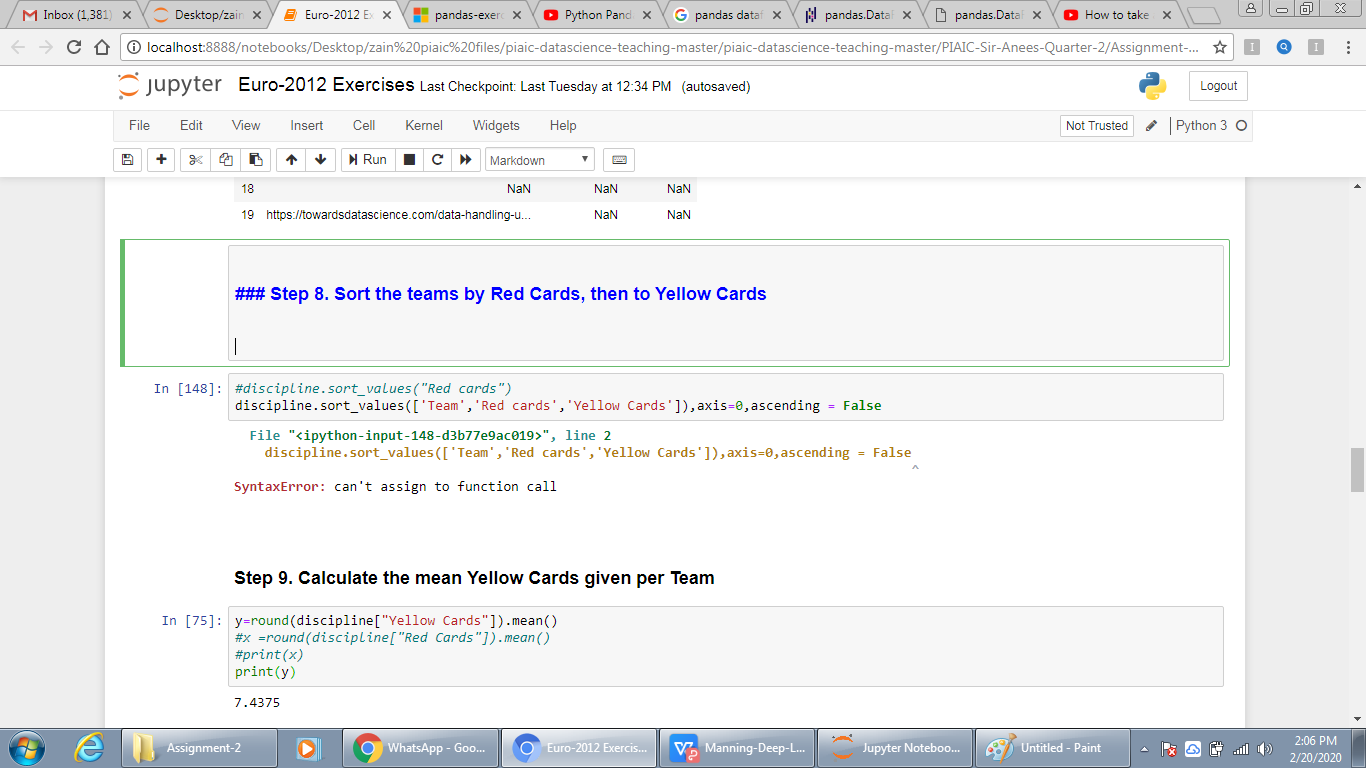 Inbox (1,381)
Desktop/zain
Euro-2012 Ex
pandas-exerc
Python Pand
pandas dataf
pandas.Datal
pandas.Datal
How to take
localhost:8888/notebooks/Desktop/zain%20piaic%20files/piaic-datascience-teaching-master/piaic-datascience-teaching-master/PIAIC-Sir-Anees-Quarter-2/Assignment-...
jupyter Euro-2012 Exercises Last Checkpoint: Last Tuesday at 12:34 PM (autosaved)
Logout
File Edit View Insert Cell Kernel Widgets Help
Not Trusted Python 3
Run Markdown
18 NaN NaN NaN
19 https://towardsdatascience.com/data-handling-u... NaN NaN
### Step 8. Sort the teams by Red Cards, then to Yellow Cards
In [148]: #discipline.sort_values("Red cards")
discipline.sort_values(['Team','Red cards','Yellow Cards']),axis=0,ascending = False
File "<ipython-input-148-d3b77e9ac019>", line 2
discipline.sort_values(['Team','Red cards','Yellow Cards']),axis=0,ascending = False
^
SyntaxError: can't assign to function call
Step 9. Calculate the mean Yellow Cards given per Team
In [75]: y=round(discipline["Yellow Cards"]).mean()
#x =round(discipline["Red Cards"]).mean()
#print(x)
print(y)
7.4375
Assignment-2
WhatsApp - Goo...
Euro-2012 Exercis...
Manning-Deep-L...
Jupyter Noteboo...
Untitled - Paint
2:06 PM
2/20/2020